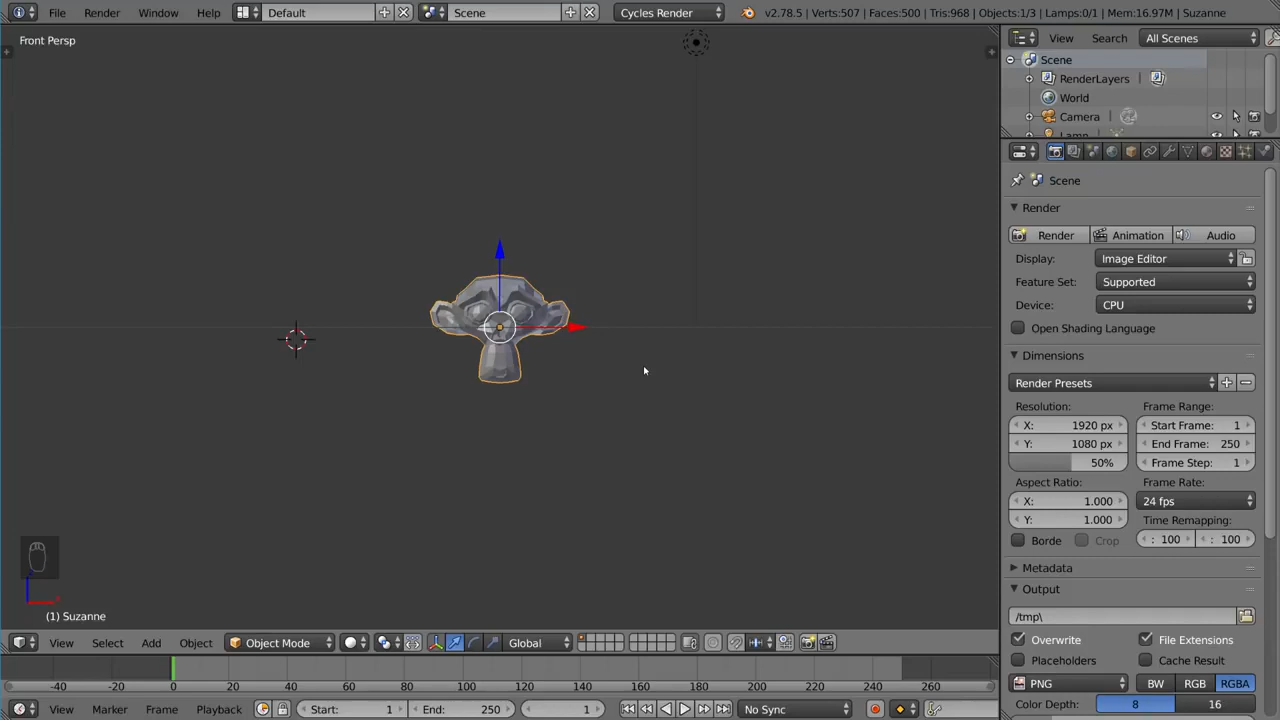 File Render Window Help Default Scene Cycles Render v2.78.5 | Verts:507 | Faces:500 | Tris:968 | Objects:1/3 | Lamps:0/1 | Mem:16.97M | Suzanne
Front Persp
View Search All Scenes
Scene
RenderLayers
World
Camera
Lamp
Scene
Render
Render Animation Audio
Display: Image Editor
Feature Set: Supported
Device: CPU
Open Shading Language
Dimensions
Render Presets
Resolution: Frame Range:
X: 1920 px Start Frame: 1
Y: 1080 px End Frame: 250
50% Frame Step: 1
Aspect Ratio: Frame Rate:
X: 1.000 24 fps
Y: 1.000 Time Remapping:
Borde Crop : 100 : 100
Metadata
Output
/tmp\
Overwrite File Extensions
Placeholders Cache Result
PNG BW RGB RGBA
Color Depth: 8 16
(1) Suzanne
View Select Add Object Object Mode Global
-40 -20 0 20 40 60 80 100 120 140 160 180 200 220 240 260
View Marker Frame Playback Start: 1 End: 250 1 No Sync